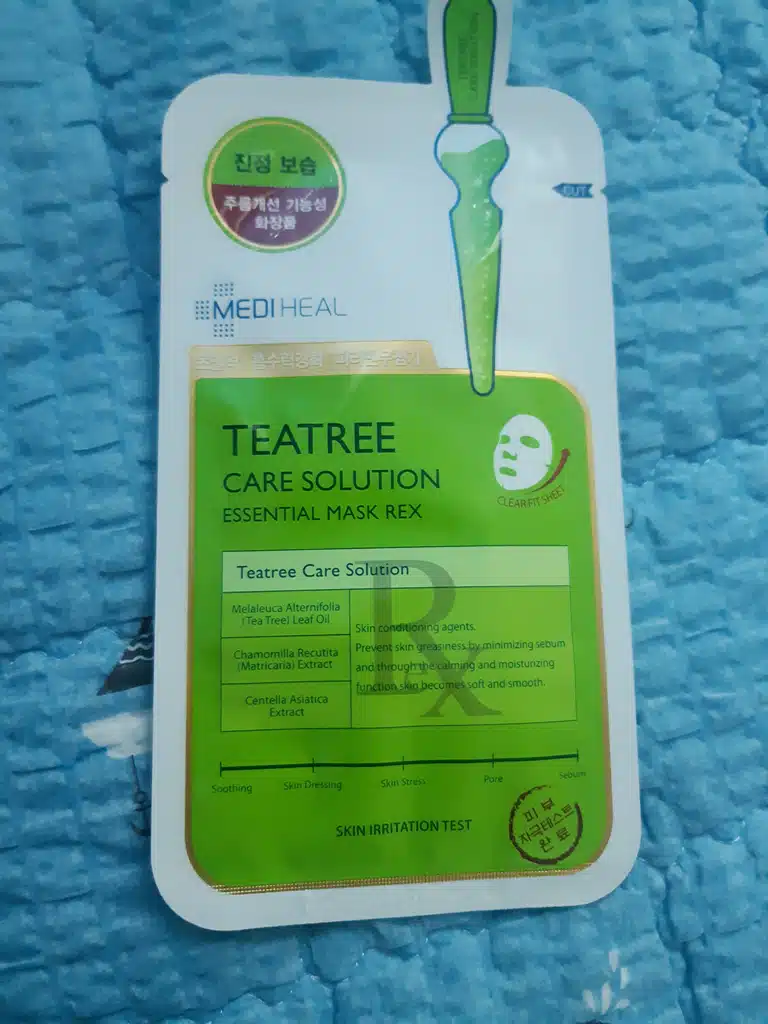 진정 보습
주름개선 기능성
화장품
CUT
MEDIHEAL
TEATREE
CARE SOLUTION
ESSENTIAL MASK REX
CLEAR FIT SHEET
Teatree Care Solution
Melaleuca Alternifolia
(Tea Tree) Leaf Oil
Chamomilla Recutita
(Matricaria) Extract
Centella Asiatica
Extract
Skin conditioning agents.
Prevent skin greasiness by minimizing sebum
and through the calming and moisturizing
function skin becomes soft and smooth.
Rex
Soothing
Skin Dressing
Skin Stress
Pore
Sebum
SKIN IRRITATION TEST
피부
자극테스트
완료